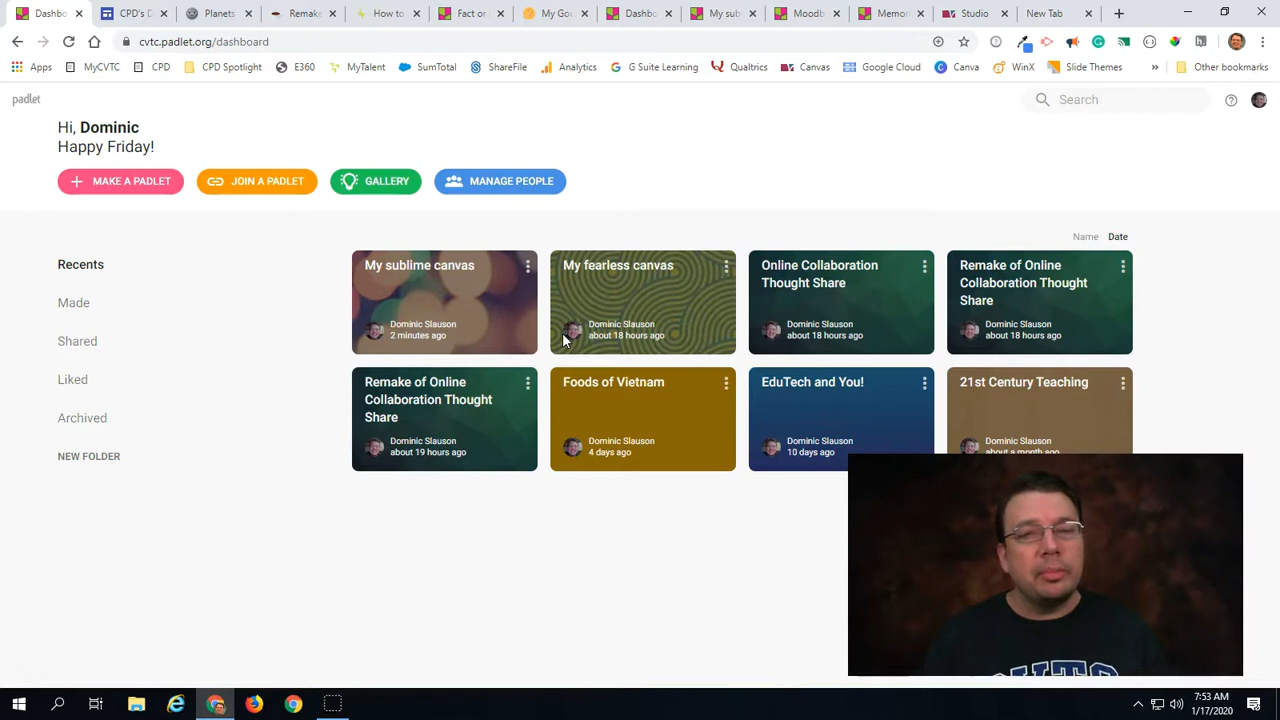 Dashbo
CPD's D
Planets
Remake
How to
Fact or
My Gou
Dashbo
My sub
Moodb
Memor
Studio
New Tab
cvtc.padlet.org/dashboard
Apps
MyCVTC
CPD
CPD Spotlight
E360
MyTalent
SumTotal
ShareFile
Analytics
G Suite Learning
Qualtrics
Canvas
Google Cloud
Canva
WinX
Slide Themes
»
Other bookmarks
padlet
Search
Hi, Dominic
Happy Friday!
MAKE A PADLET
JOIN A PADLET
GALLERY
MANAGE PEOPLE
Name Date
Recents
Made
Shared
Liked
Archived
NEW FOLDER
My sublime canvas
Dominic Slauson
2 minutes ago
My fearless canvas
Dominic Slauson
about 18 hours ago
Online Collaboration
Thought Share
Dominic Slauson
about 18 hours ago
Remake of Online
Collaboration Thought
Share
Dominic Slauson
about 18 hours ago
Remake of Online
Collaboration Thought
Share
Dominic Slauson
about 19 hours ago
Foods of Vietnam
Dominic Slauson
4 days ago
EduTech and You!
Dominic Slauson
10 days ago
21st Century Teaching
Dominic Slauson
about a month ago
7:53 AM
1/17/2020